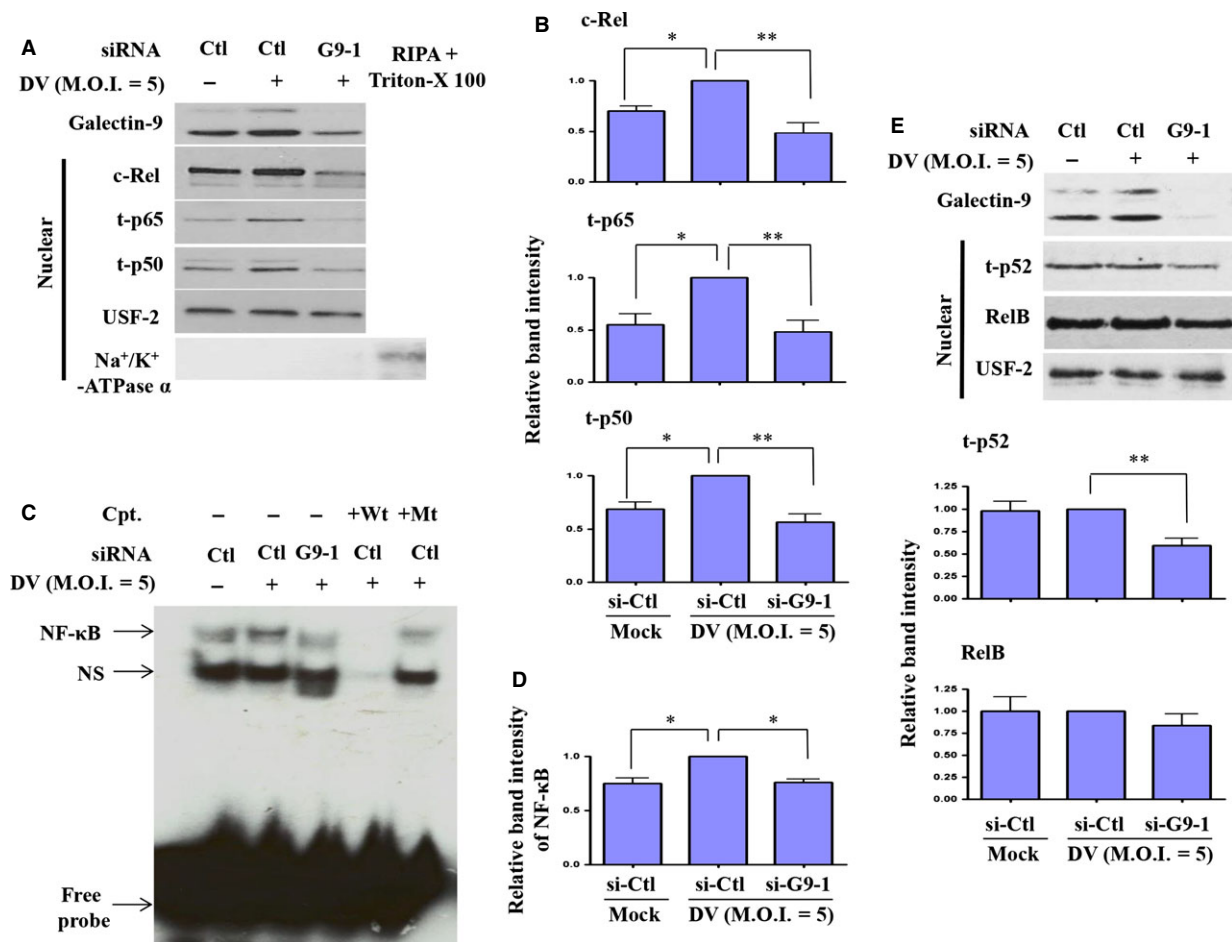 A
siRNA Ctl Ctl G9-1 RIPA +
DV (M.O.I. = 5) – + + Triton-X 100
Galectin-9
Nuclear
c-Rel
t-p65
t-p50
USF-2
Na⁺/K⁺
-ATPase α
B
c-Rel
* **
1.0
0.5
0.0
t-p65
* **
1.0
0.5
0.0
t-p50
* **
1.0
0.5
0.0
Relative band intensity
si-Ctl si-Ctl si-G9-1
Mock DV (M.O.I. = 5)
C
Cpt. – – – +Wt +Mt
siRNA Ctl Ctl G9-1 Ctl Ctl
DV (M.O.I. = 5) – + + + +
NF-κB
NS
Free
probe
D
* *
1.0
0.5
0.0
Relative band intensity
of NF-κB
si-Ctl si-Ctl si-G9-1
Mock DV (M.O.I. = 5)
E
siRNA Ctl Ctl G9-1
DV (M.O.I. = 5) – + +
Galectin-9
Nuclear
t-p52
RelB
USF-2
t-p52
**
1.25
1.00
0.75
0.50
0.25
0.00
RelB
1.25
1.00
0.75
0.50
0.25
0.00
Relative band intensity
si-Ctl si-Ctl si-G9-1
Mock DV (M.O.I. = 5)